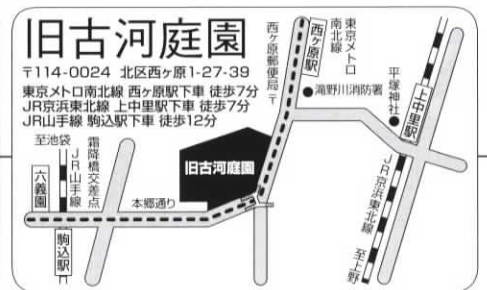 旧古河庭園
〒114-0024 北区西ヶ原1-27-39
東京メトロ南北線 西ヶ原駅下車 徒歩7分
JR京浜東北線 上中里駅下車 徒歩7分
JR山手線 駒込駅下車 徒歩12分
西ヶ原郵便局〒
西ヶ原駅
東京メトロ
南北線
滝野川消防署
平塚神社
上中里駅
JR京浜東北線
至上野
旧古河庭園
至池袋
JR山手線
霜降橋交差点
六義園
本郷通り
駒込駅